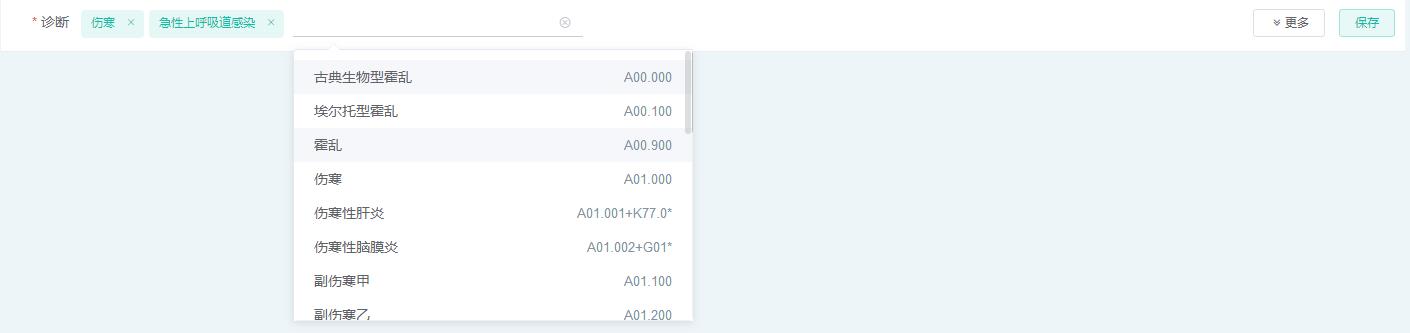 * 诊断 伤寒 × 急性上呼吸道感染 × 更多 保存
古典生物型霍乱 A00.000
埃尔托型霍乱 A00.100
霍乱 A00.900
伤寒 A01.000
伤寒性肝炎 A01.001+K77.0*
伤寒性脑膜炎 A01.002+G01*
副伤寒甲 A01.100
副伤寒乙 A01.200